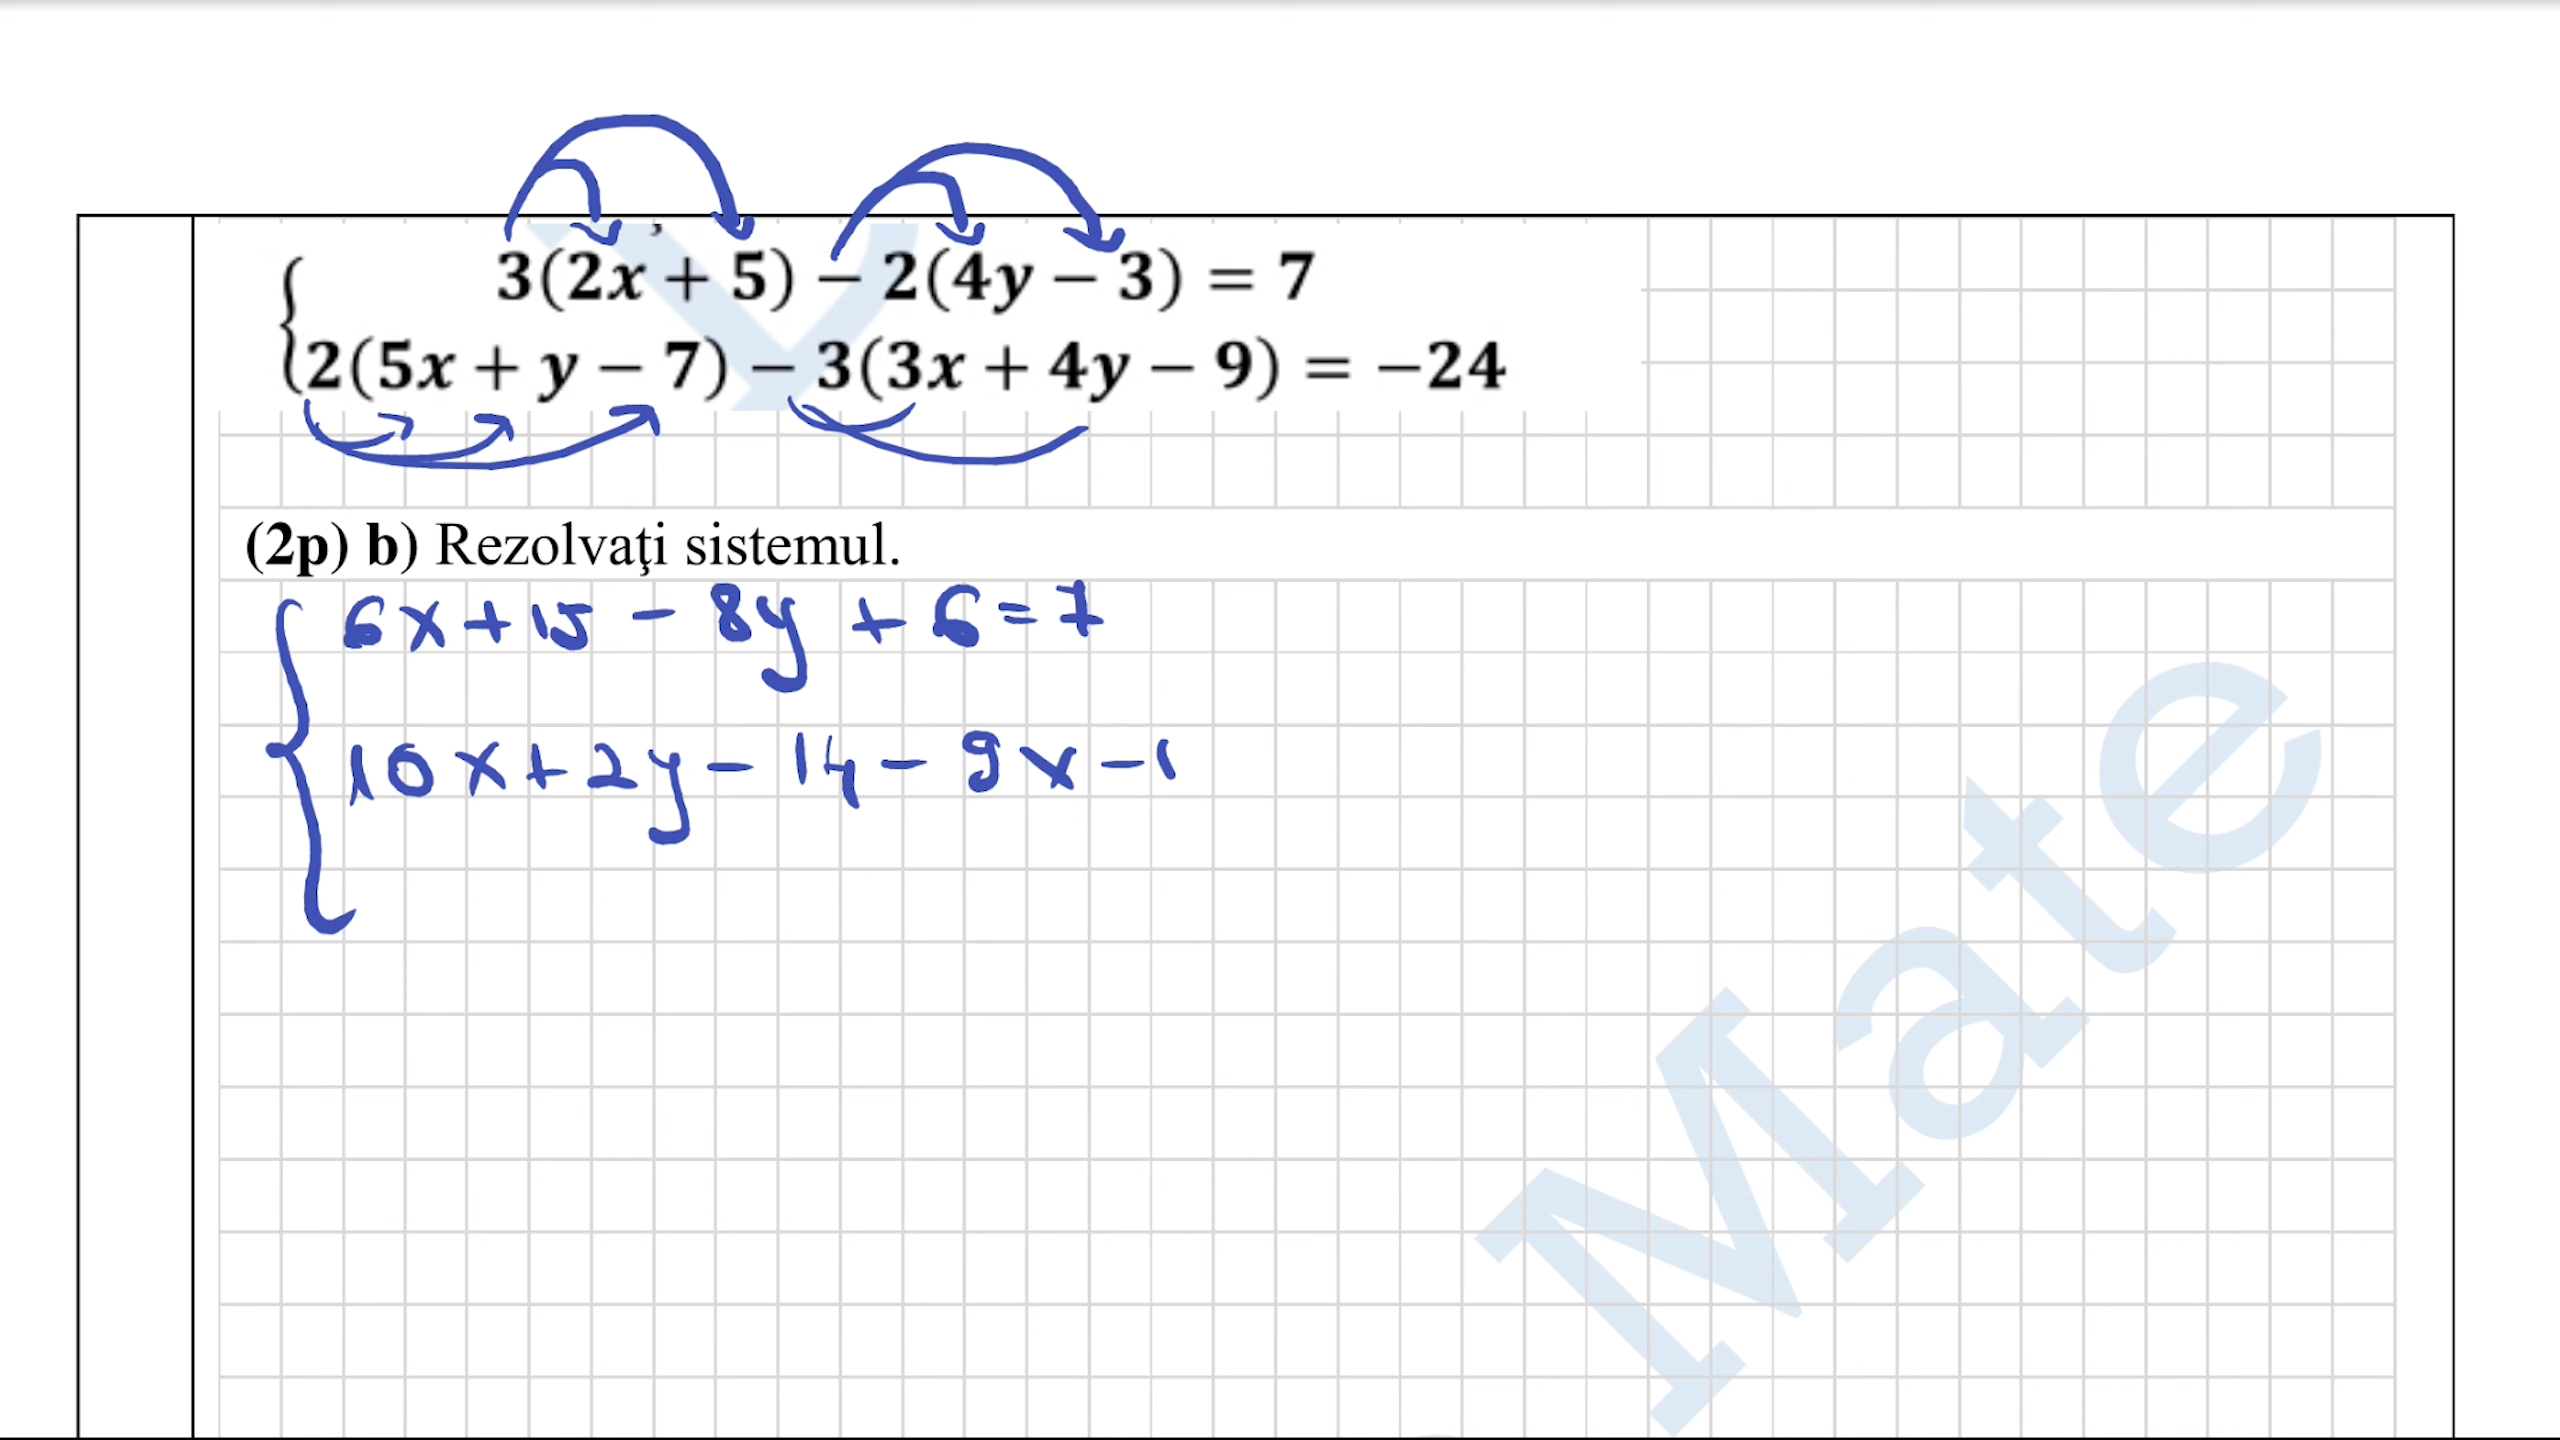 3(2x + 5) − 2(4y − 3) = 7
2(5x + y − 7) − 3(3x + 4y − 9) = −24
(2p) b) Rezolvaţi sistemul.
6x+15 - 8y + 6 = 7
10x+2y - 14 - 9x - 1
Mate